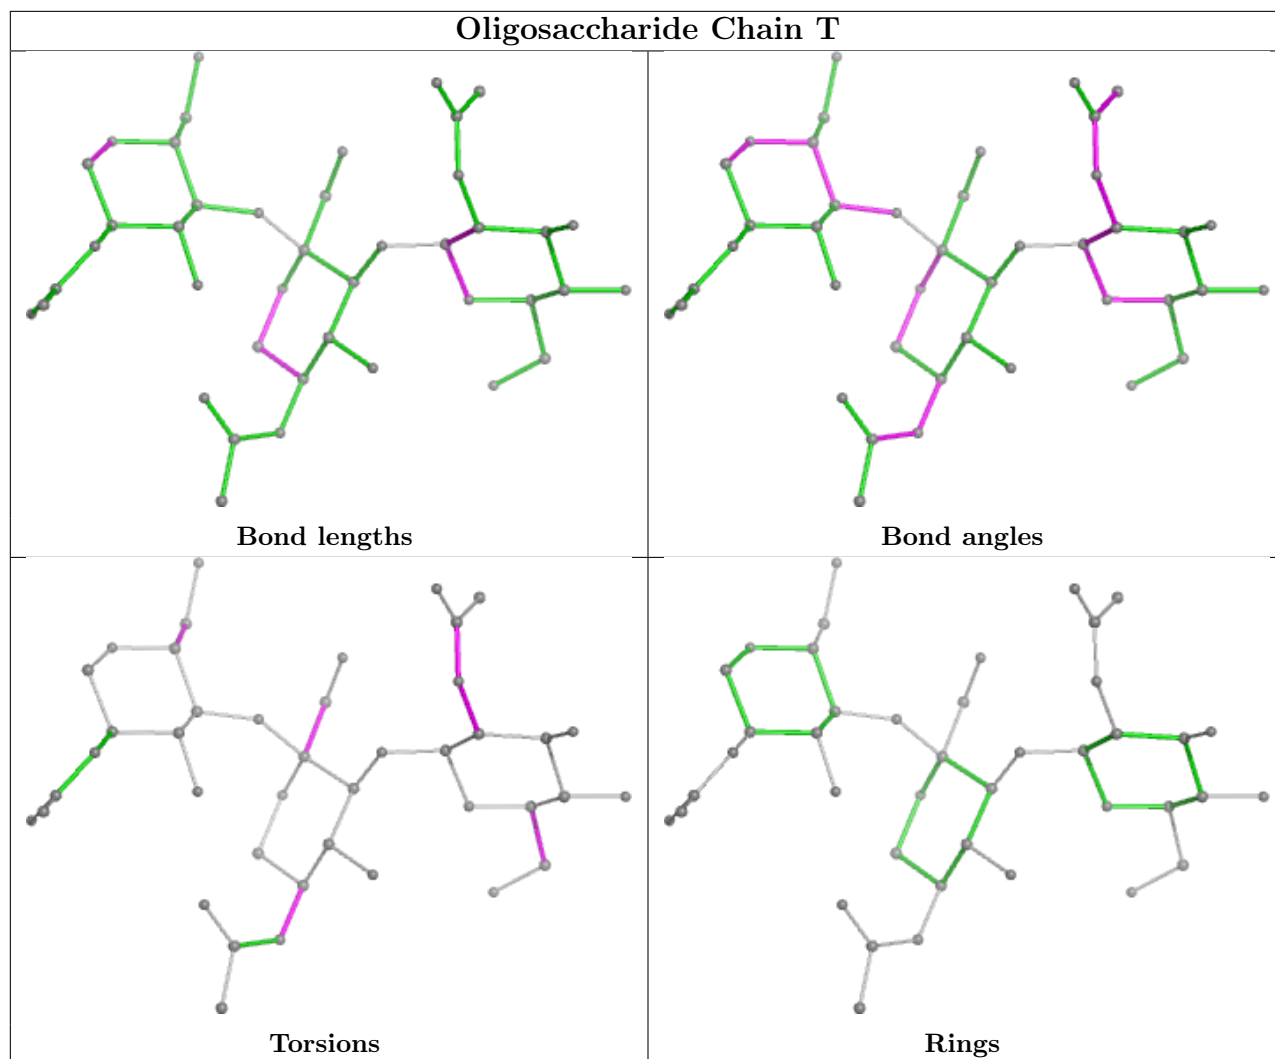 Oligosaccharide Chain T
Bond lengths
Bond angles
Torsions
Rings